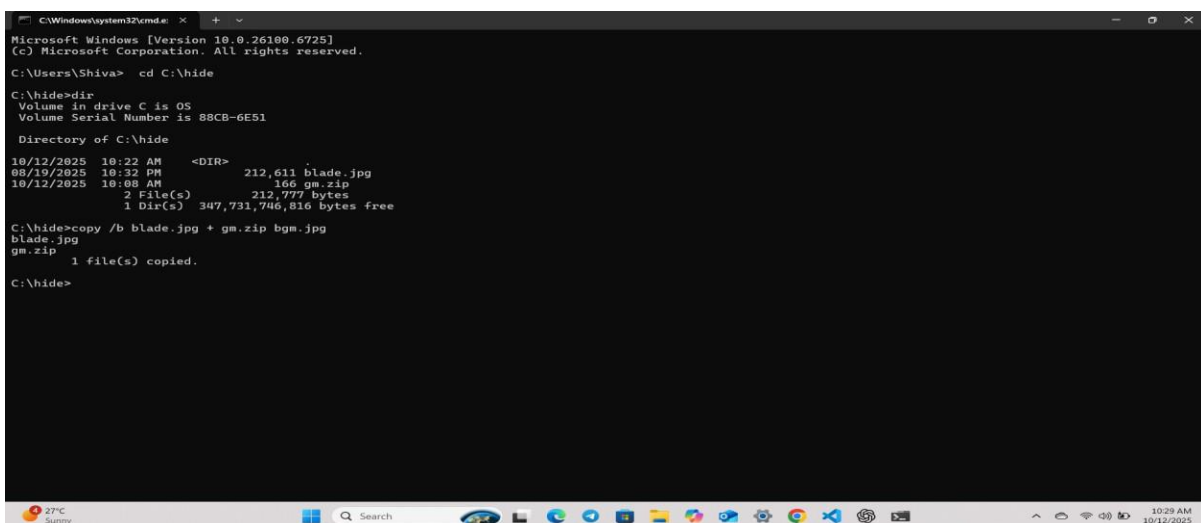 C:\Windows\system32\cmd.e:
Microsoft Windows [Version 10.0.26100.6725]
(c) Microsoft Corporation. All rights reserved.
C:\Users\Shiva>  cd C:\hide
C:\hide>dir
 Volume in drive C is OS
 Volume Serial Number is 88CB-6E51
 Directory of C:\hide
10/12/2025  10:22 AM    <DIR>          .
08/19/2025  10:32 PM           212,611 blade.jpg
10/12/2025  10:08 AM               166 gm.zip
               2 File(s)        212,777 bytes
               1 Dir(s)  347,731,746,816 bytes free
C:\hide>copy /b blade.jpg + gm.zip bgm.jpg
blade.jpg
gm.zip
        1 file(s) copied.
C:\hide>
4
27°C
Sunny
Search
10:29 AM
10/12/2025